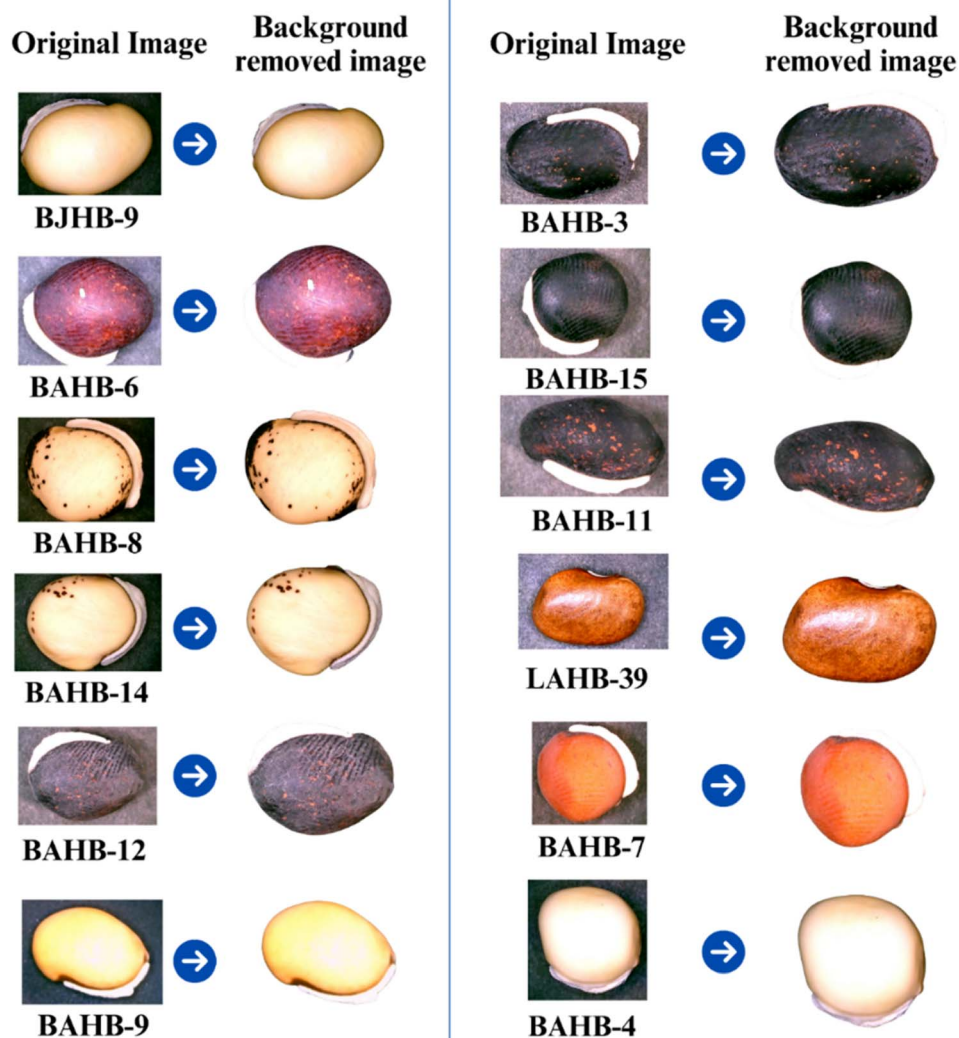 Original Image
Background
removed image
BJHB-9
BAHB-6
BAHB-8
BAHB-14
BAHB-12
BAHB-9
Original Image
Background
removed image
BAHB-3
BAHB-15
BAHB-11
LAHB-39
BAHB-7
BAHB-4